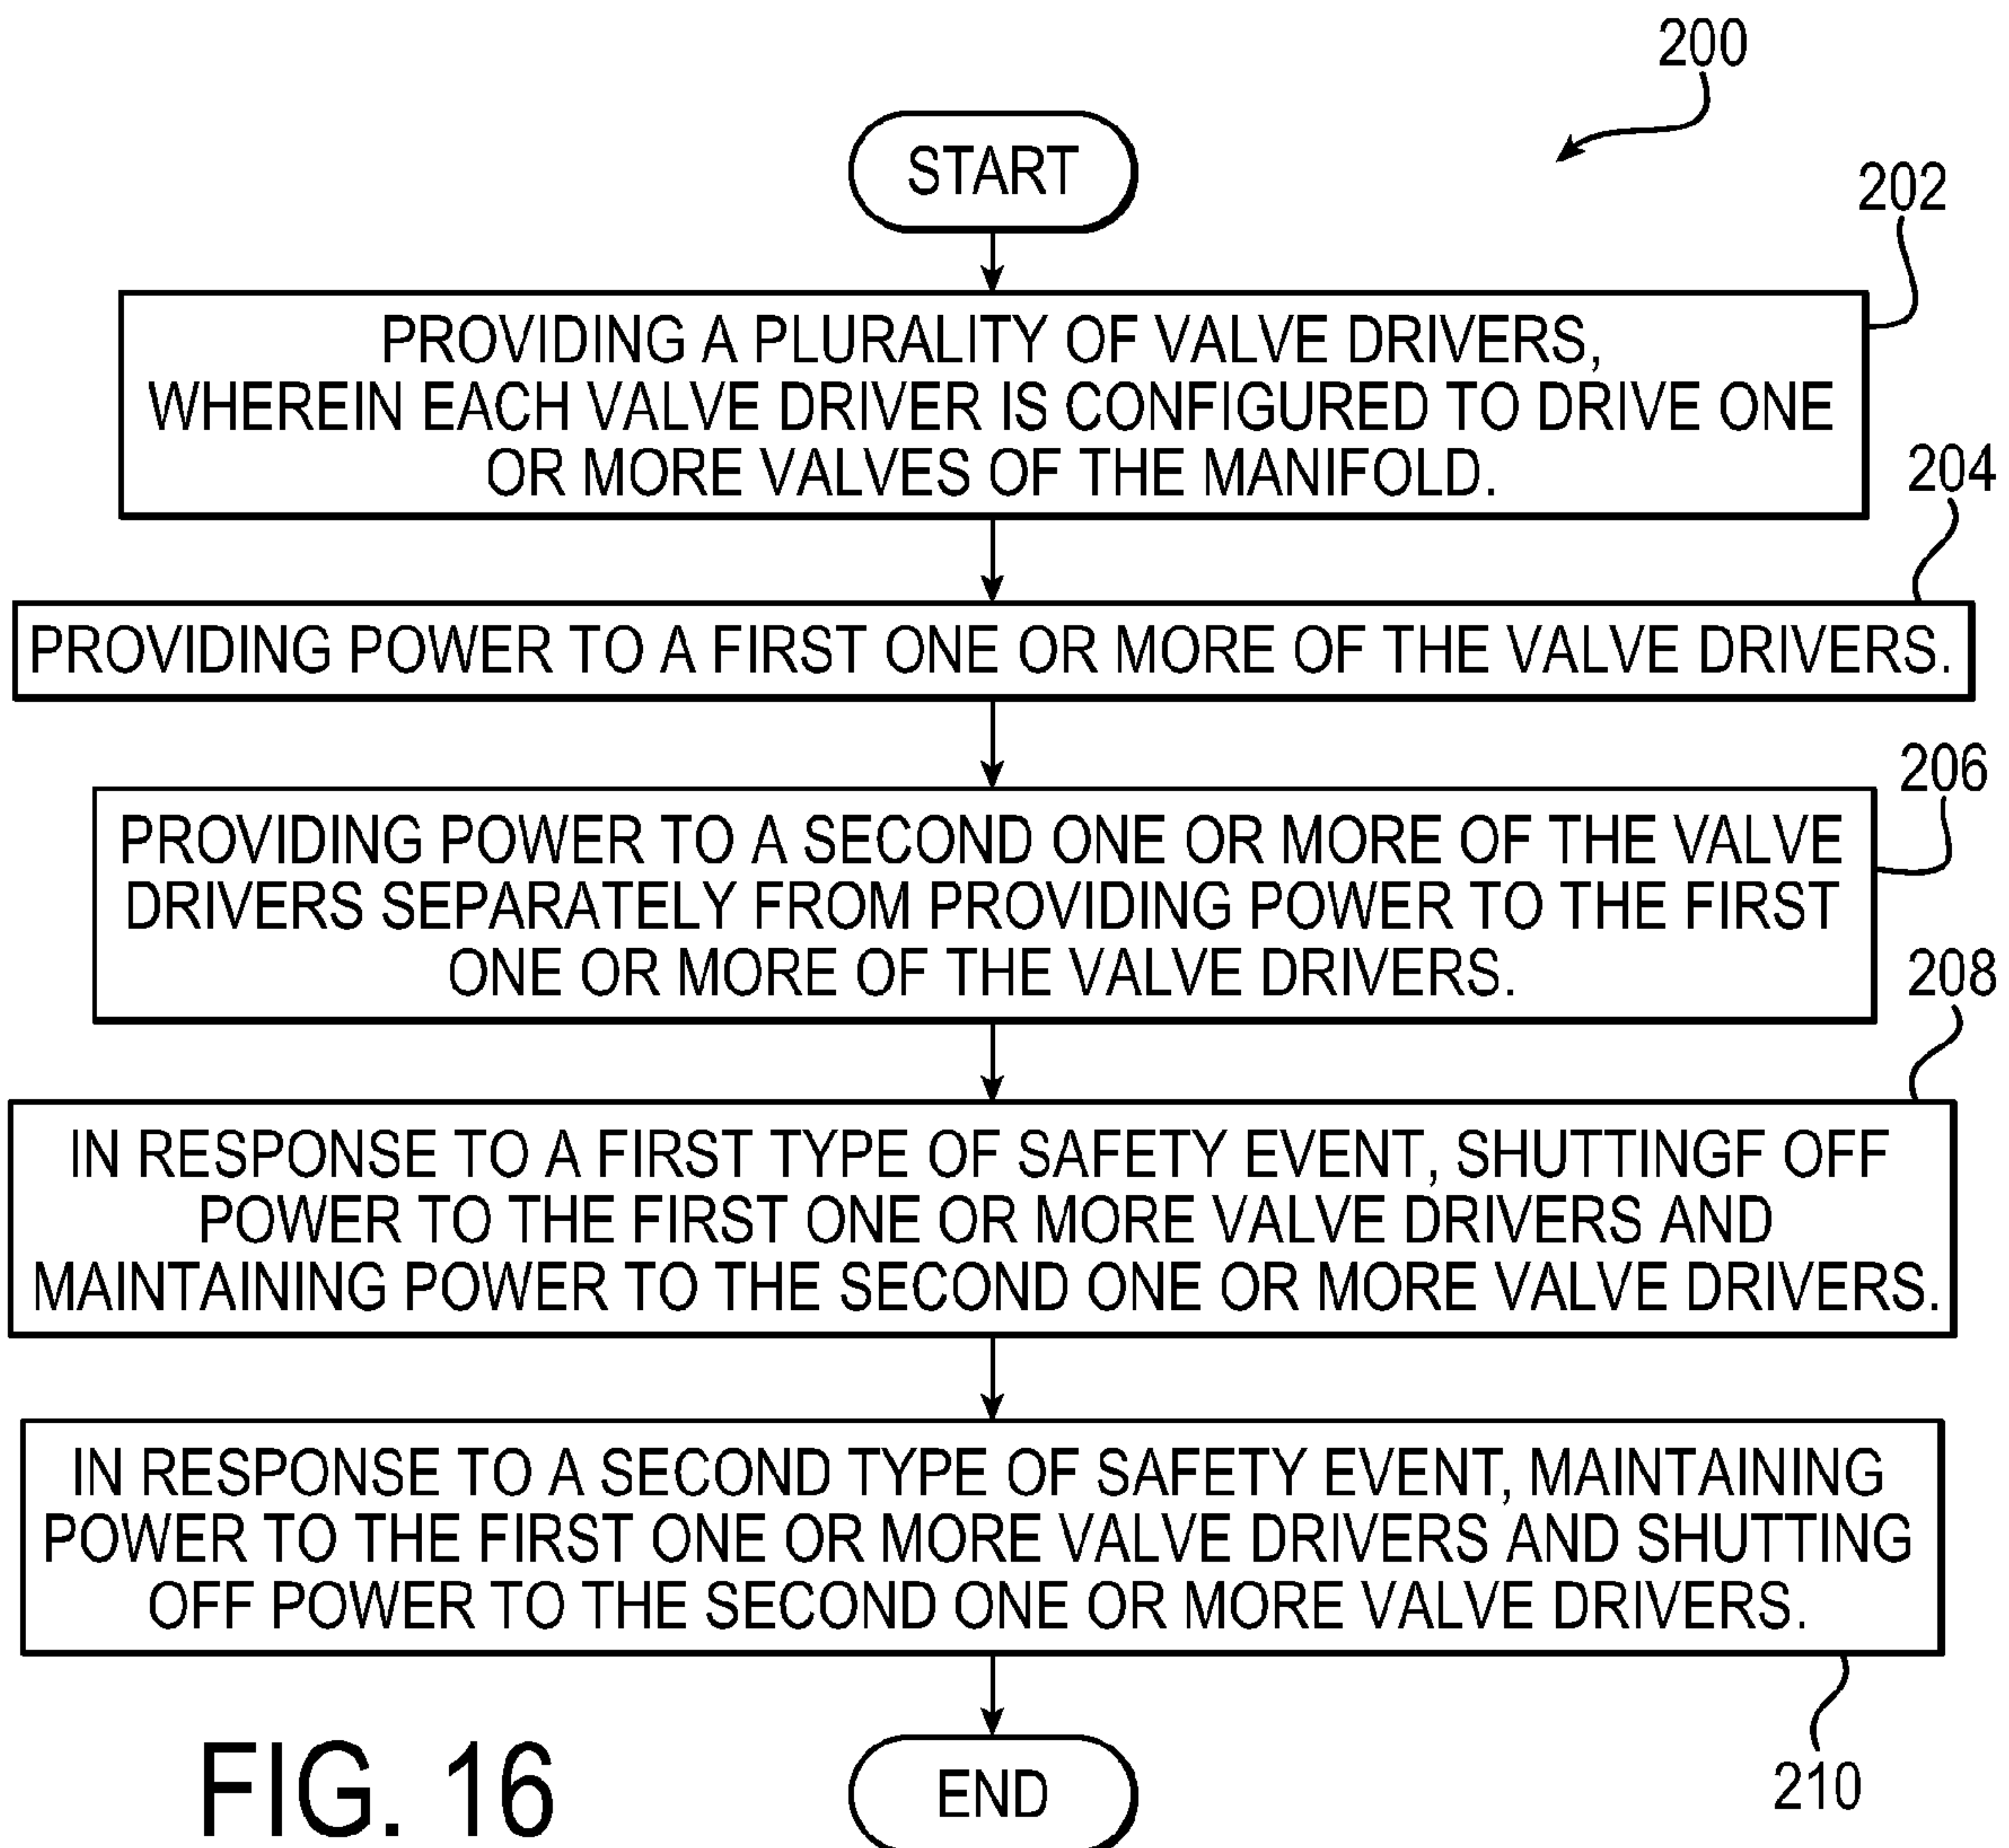 200
START
202
PROVIDING A PLURALITY OF VALVE DRIVERS,
WHEREIN EACH VALVE DRIVER IS CONFIGURED TO DRIVE ONE
OR MORE VALVES OF THE MANIFOLD.
204
PROVIDING POWER TO A FIRST ONE OR MORE OF THE VALVE DRIVERS.
206
PROVIDING POWER TO A SECOND ONE OR MORE OF THE VALVE
DRIVERS SEPARATELY FROM PROVIDING POWER TO THE FIRST
ONE OR MORE OF THE VALVE DRIVERS.
208
IN RESPONSE TO A FIRST TYPE OF SAFETY EVENT, SHUTTINGF OFF
POWER TO THE FIRST ONE OR MORE VALVE DRIVERS AND
MAINTAINING POWER TO THE SECOND ONE OR MORE VALVE DRIVERS.
IN RESPONSE TO A SECOND TYPE OF SAFETY EVENT, MAINTAINING
POWER TO THE FIRST ONE OR MORE VALVE DRIVERS AND SHUTTING
OFF POWER TO THE SECOND ONE OR MORE VALVE DRIVERS.
210
END
FIG. 16